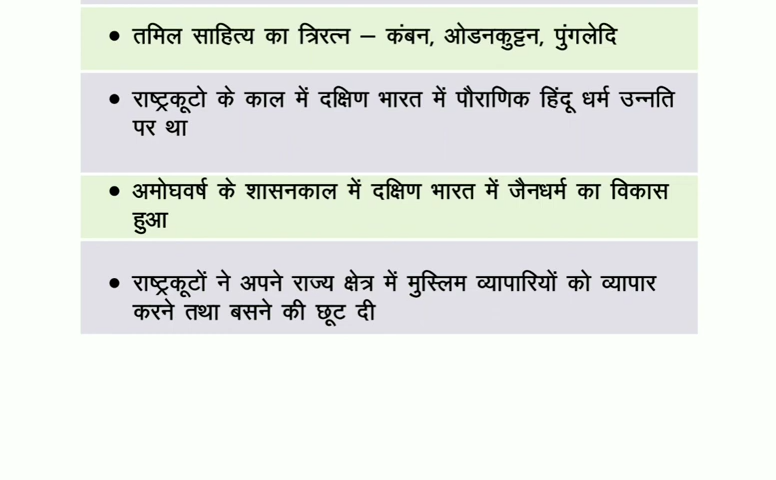 • तमिल साहित्य का त्रिरत्न – कंबन, ओडनकुट्टन, पुंगलेदि
• राष्ट्रकूटो के काल में दक्षिण भारत में पौराणिक हिंदू धर्म उन्नति
पर था
• अमोघवर्ष के शासनकाल में दक्षिण भारत में जैनधर्म का विकास
हुआ
• राष्ट्रकूटों ने अपने राज्य क्षेत्र में मुस्लिम व्यापारियों को व्यापार
करने तथा बसने की छूट दी